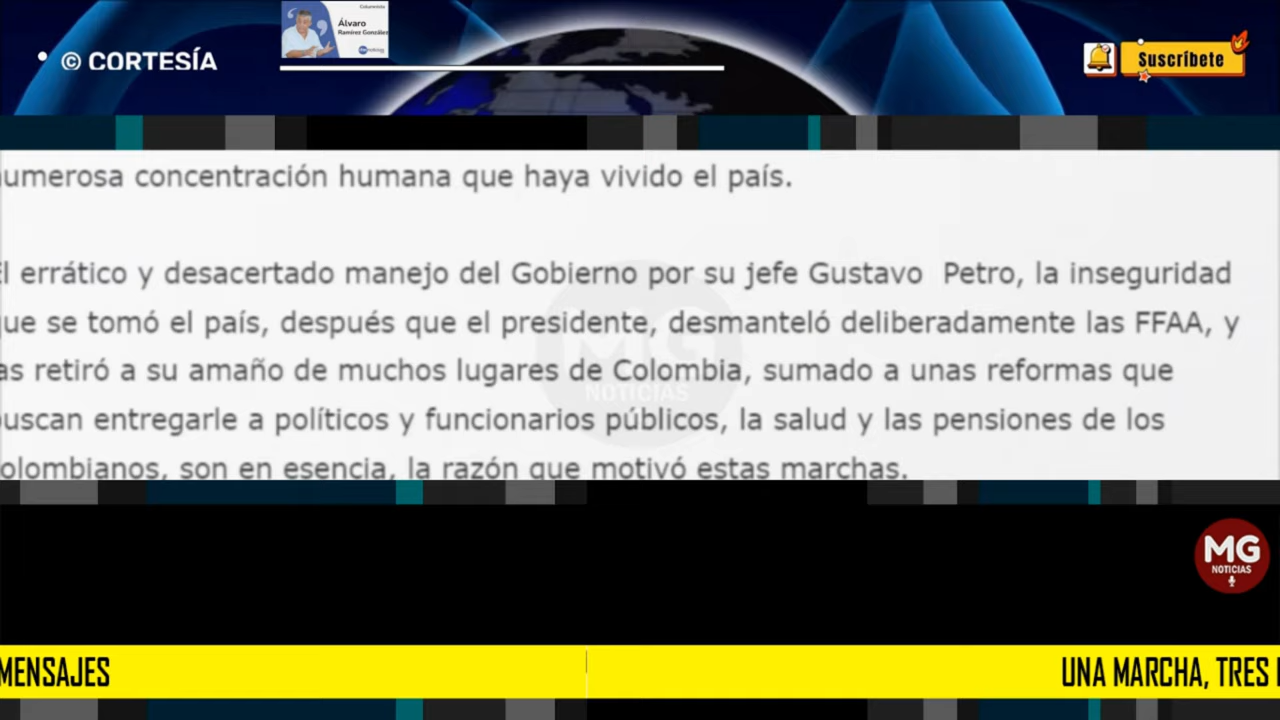 © CORTESÍA
Columnista
Álvaro
Ramírez González
Suscríbete
numerosa concentración humana que haya vivido el país.
El errático y desacertado manejo del Gobierno por su jefe Gustavo Petro, la inseguridad
que se tomó el país, después que el presidente, desmanteló deliberadamente las FFAA, y
las retiró a su amaño de muchos lugares de Colombia, sumado a unas reformas que
buscan entregarle a políticos y funcionarios públicos, la salud y las pensiones de los
colombianos, son en esencia, la razón que motivó estas marchas.
MG
NOTICIAS
MG
NOTICIAS
MENSAJES
UNA MARCHA, TRES